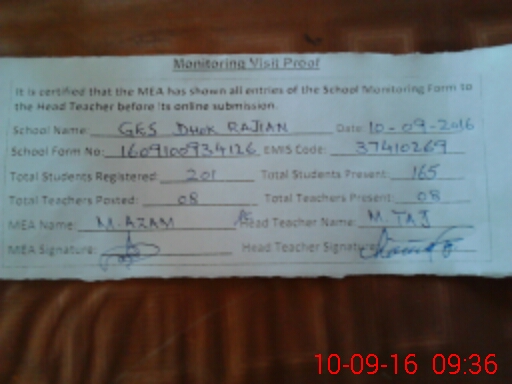 Monitoring Visit Proof
It is certified that the MEA has shown all entries of the School Monitoring Form to
the Head Teacher before its online submission.
School Name: GES DHOK RAJIAN Date: 10-09-2016
School Form No: 1609100934126 EMIS Code: 37410269
Total Students Registered: 201 Total Students Present: 165
Total Teachers Posted: 08 Total Teachers Present: 08
MEA Name: M. AZAM Head Teacher Name: M. TAJ
MEA Signature: Head Teacher Signature:
10-09-16 09:36